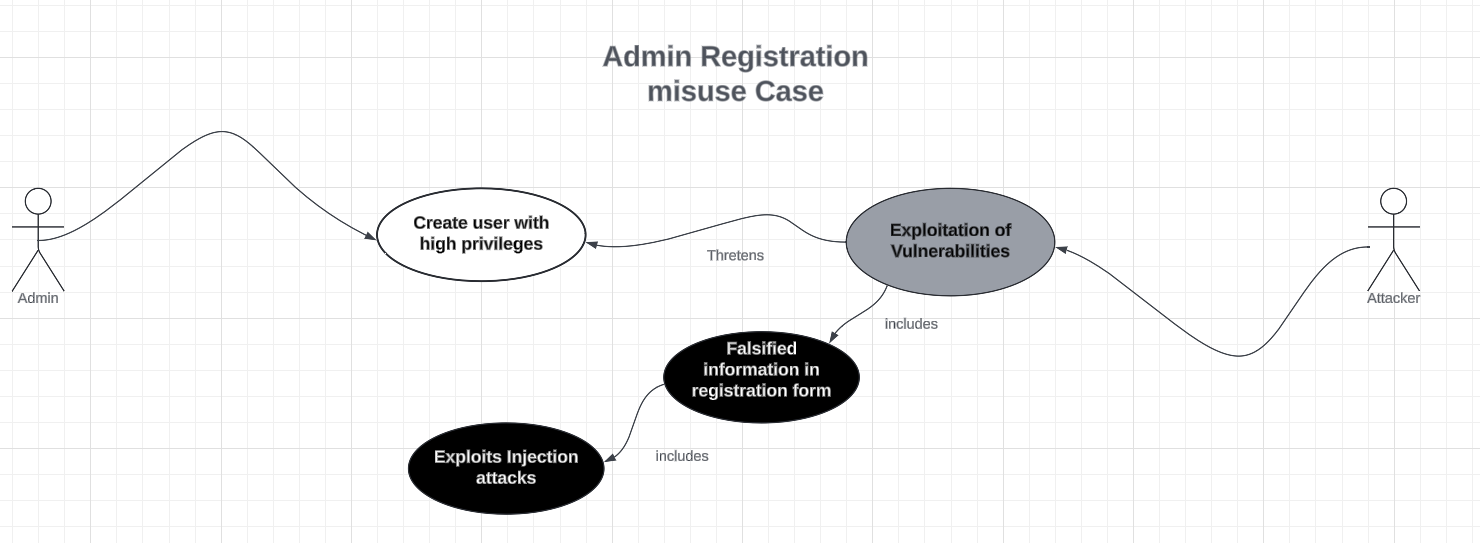 Admin Registration
misuse Case
Create user with
high privileges
Exploitation of
Vulnerabilities
Thretens
Admin
Attacker
includes
Falsified
information in
registration form
includes
Exploits Injection
attacks